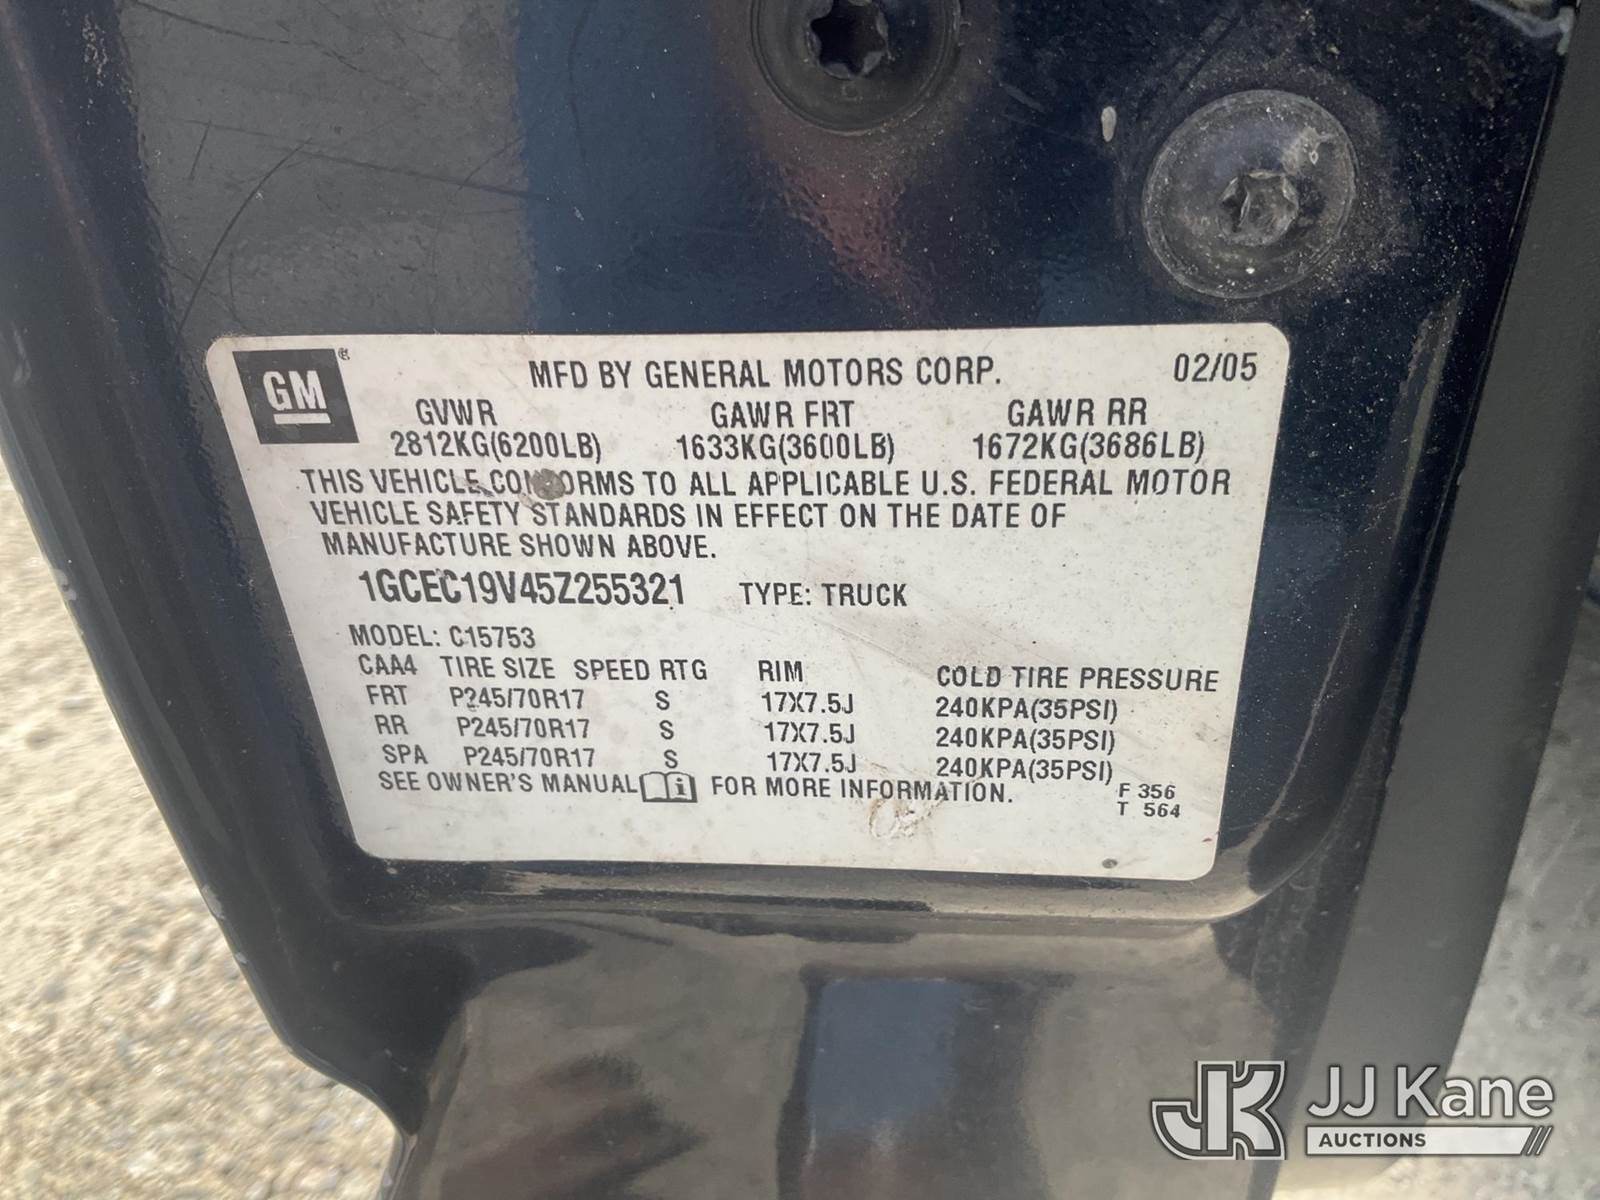 GM
MFD BY GENERAL MOTORS CORP. 02/05
GVWR GAWR FRT GAWR RR
2812KG(6200LB) 1633KG(3600LB) 1672KG(3686LB)
THIS VEHICLE CONFORMS TO ALL APPLICABLE U.S. FEDERAL MOTOR
VEHICLE SAFETY STANDARDS IN EFFECT ON THE DATE OF
MANUFACTURE SHOWN ABOVE.
1GCEC19V45Z255321 TYPE: TRUCK
MODEL: C15753
CAA4 TIRE SIZE SPEED RTG RIM COLD TIRE PRESSURE
FRT P245/70R17 S 17X7.5J 240KPA(35PSI)
RR P245/70R17 S 17X7.5J 240KPA(35PSI)
SPA P245/70R17 S 17X7.5J 240KPA(35PSI)
SEE OWNER'S MANUAL i FOR MORE INFORMATION.
F 356
T 564
JK JJ Kane
AUCTIONS